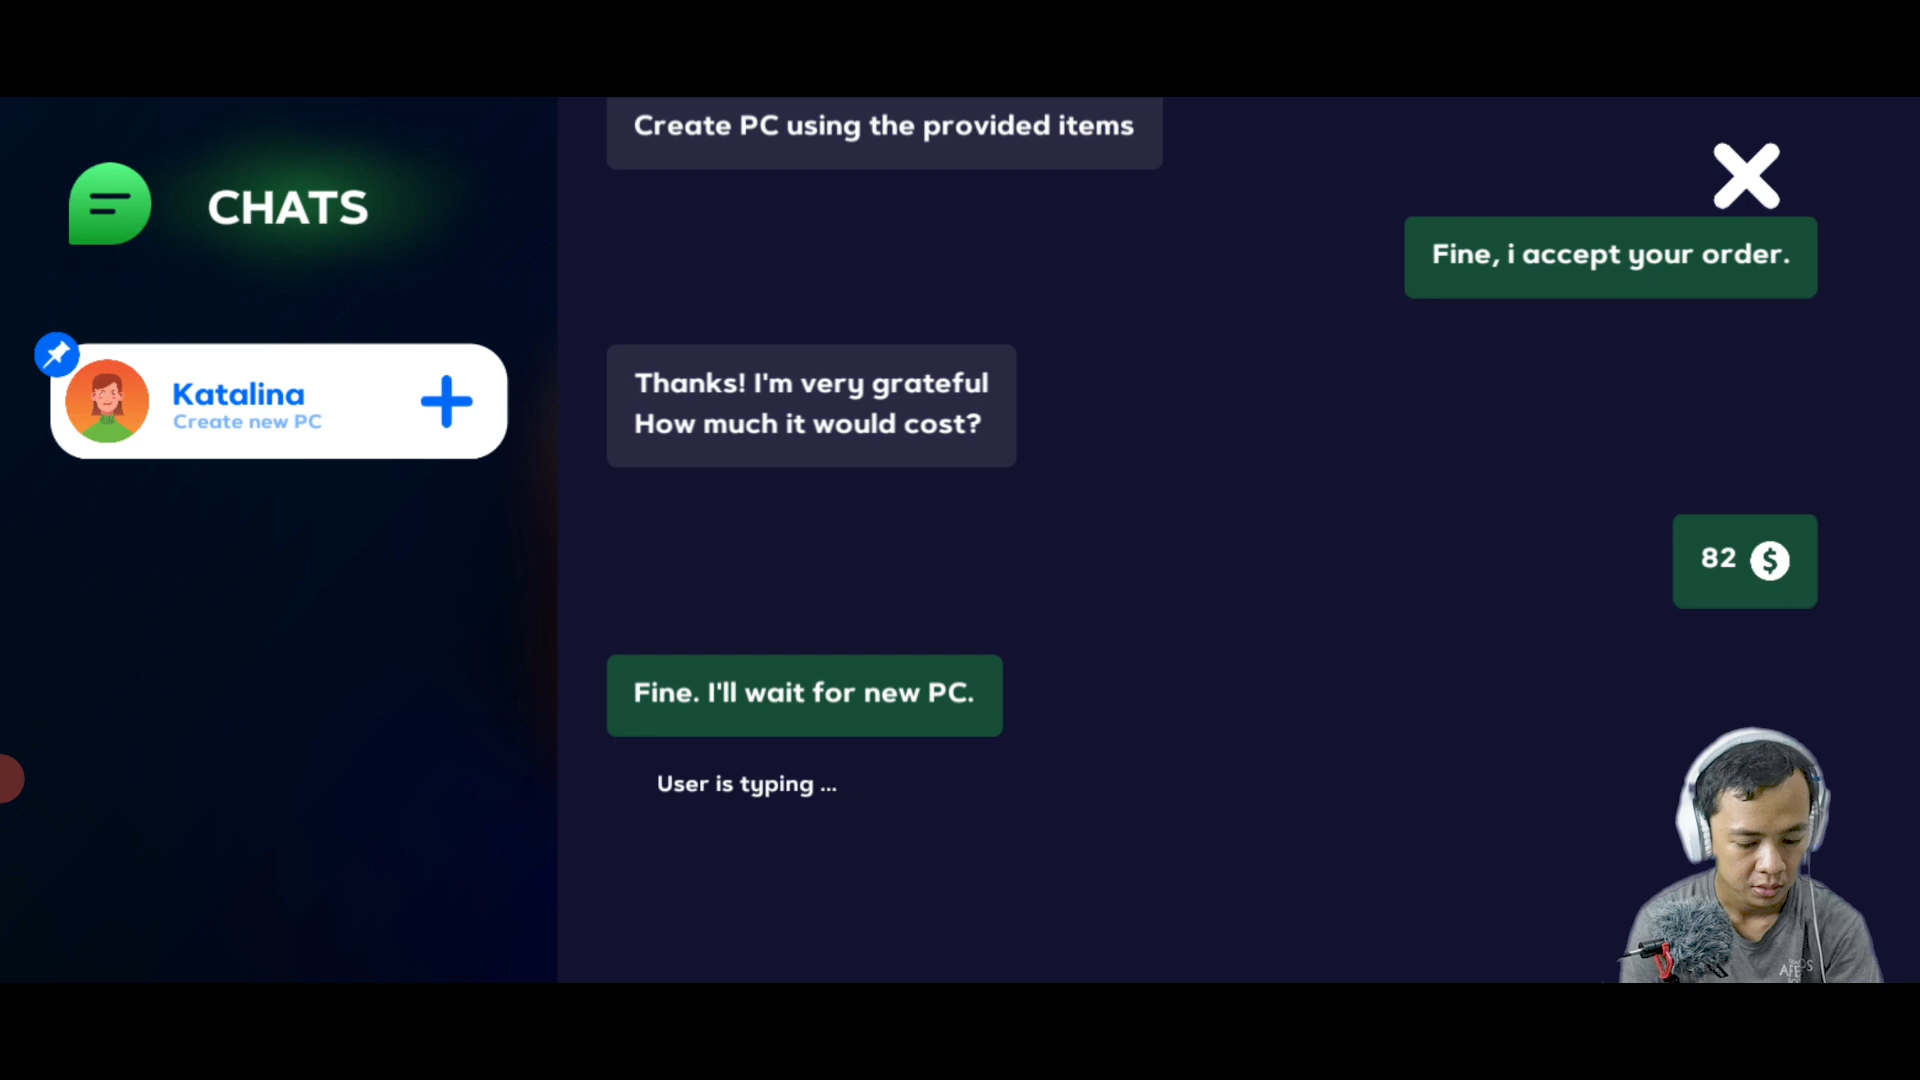 CHATS
Katalina
Create new PC
Create PC using the provided items
Fine, i accept your order.
Thanks! I'm very grateful
How much it would cost?
82 $
Fine. I'll wait for new PC.
User is typing ...